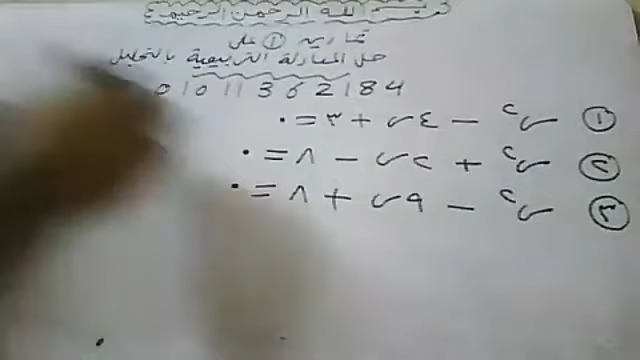 بسم الله الرحمن الرحيم
تمارين ① على
حل المعادلة التربيعية بالتحليل
01011362184
① س٢ − ٤س + ٣ = ٠
② س٢ + ٢س − ٨ = ٠
③ س٢ − ٩س + ٨ = ٠